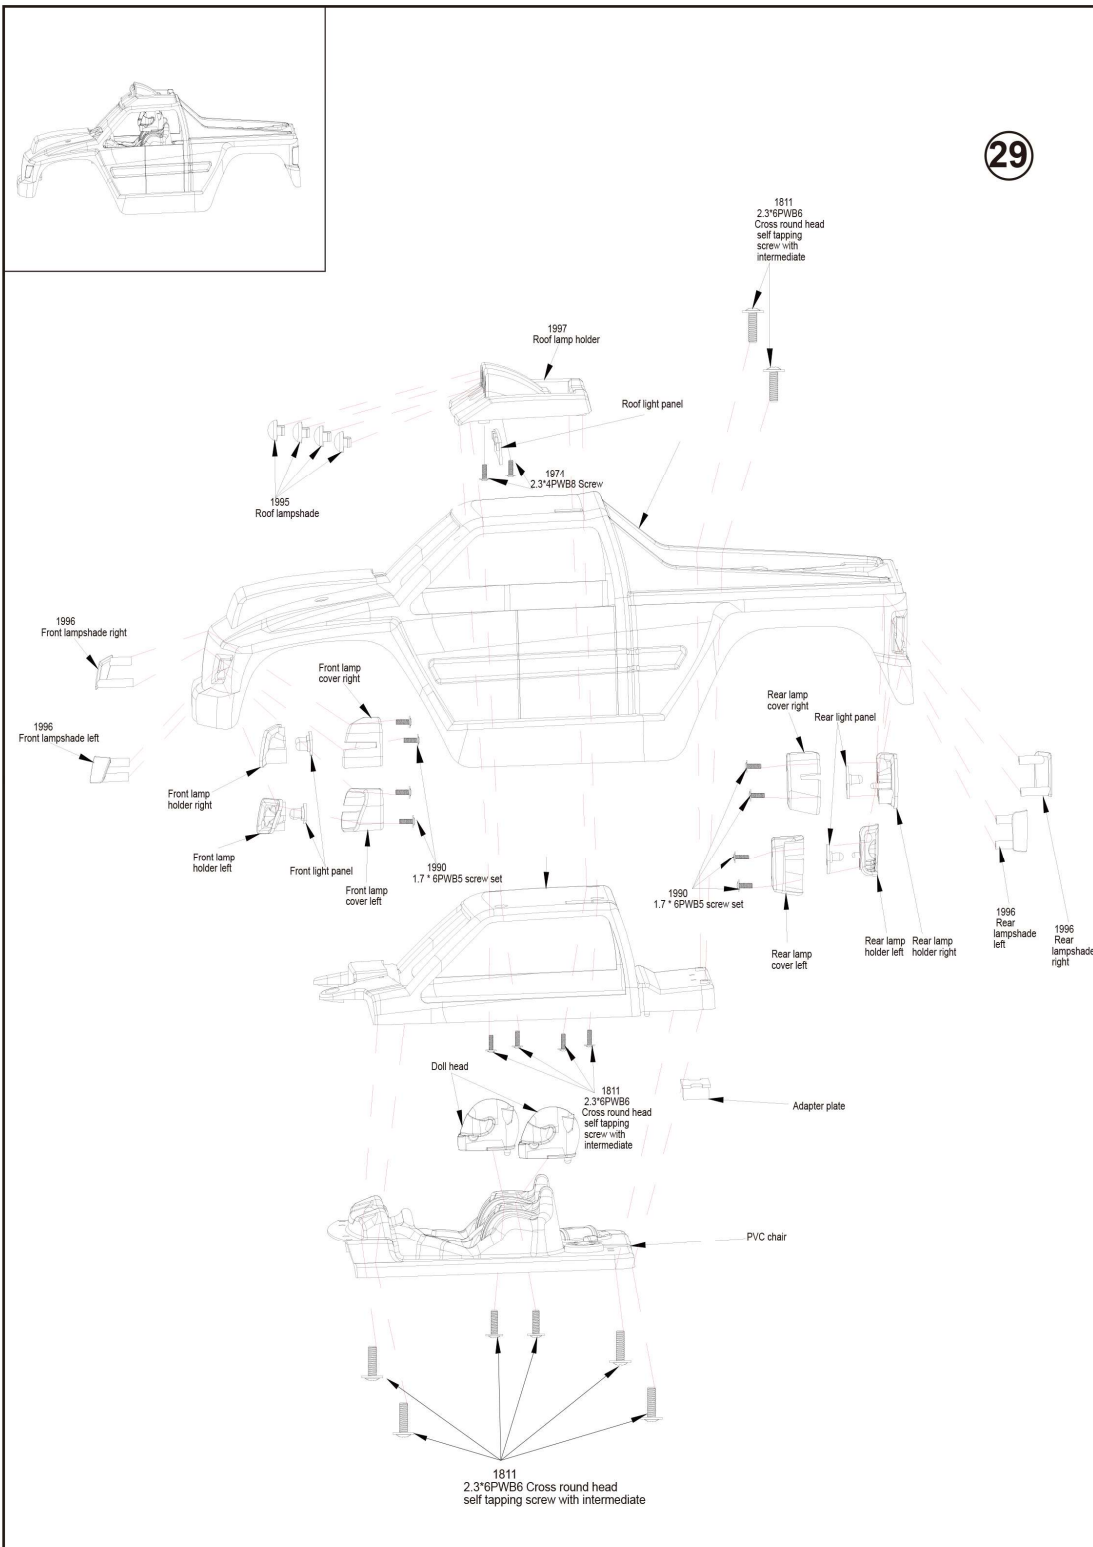 29
1811
2.3*6PWB6
Cross round head
self tapping
screw with
intermediate
1997
Roof lamp holder
Roof light panel
1974
2.3*4PWB8 Screw
1995
Roof lampshade
1996
Front lampshade right
Front lamp
cover right
1996
Front lampshade left
Rear lamp
cover right
Rear light panel
Front lamp
holder right
Front lamp
holder left
Front light panel
Front lamp
cover left
1990
1.7 * 6PWB5 screw set
1990
1.7 * 6PWB5 screw set
Rear lamp
cover left
Rear lamp
holder left
Rear lamp
holder right
1996
Rear
lampshade
left
1996
Rear
lampshade
right
Doll head
1811
2.3*6PWB6
Cross round head
self tapping
screw with
intermediate
Adapter plate
PVC chair
1811
2.3*6PWB6 Cross round head
self tapping screw with intermediate